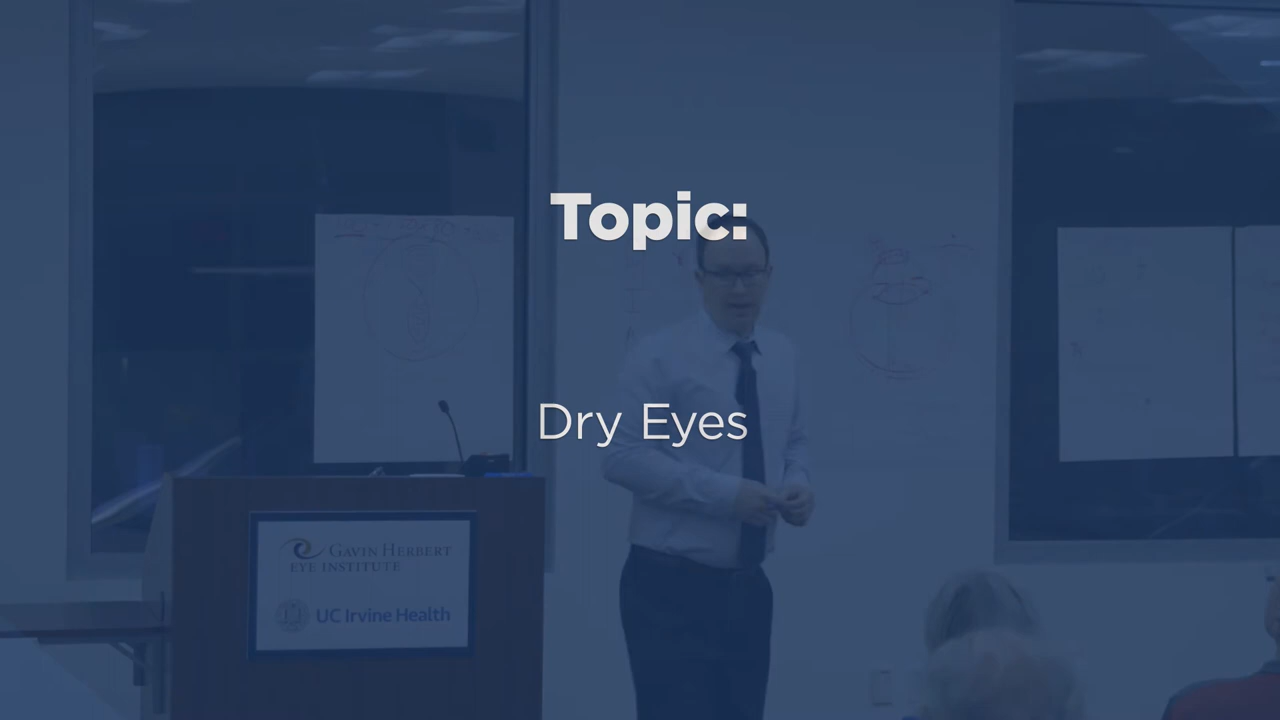 Topic:
Dry Eyes
GAVIN HERBERT
EYE INSTITUTE
UC Irvine Health